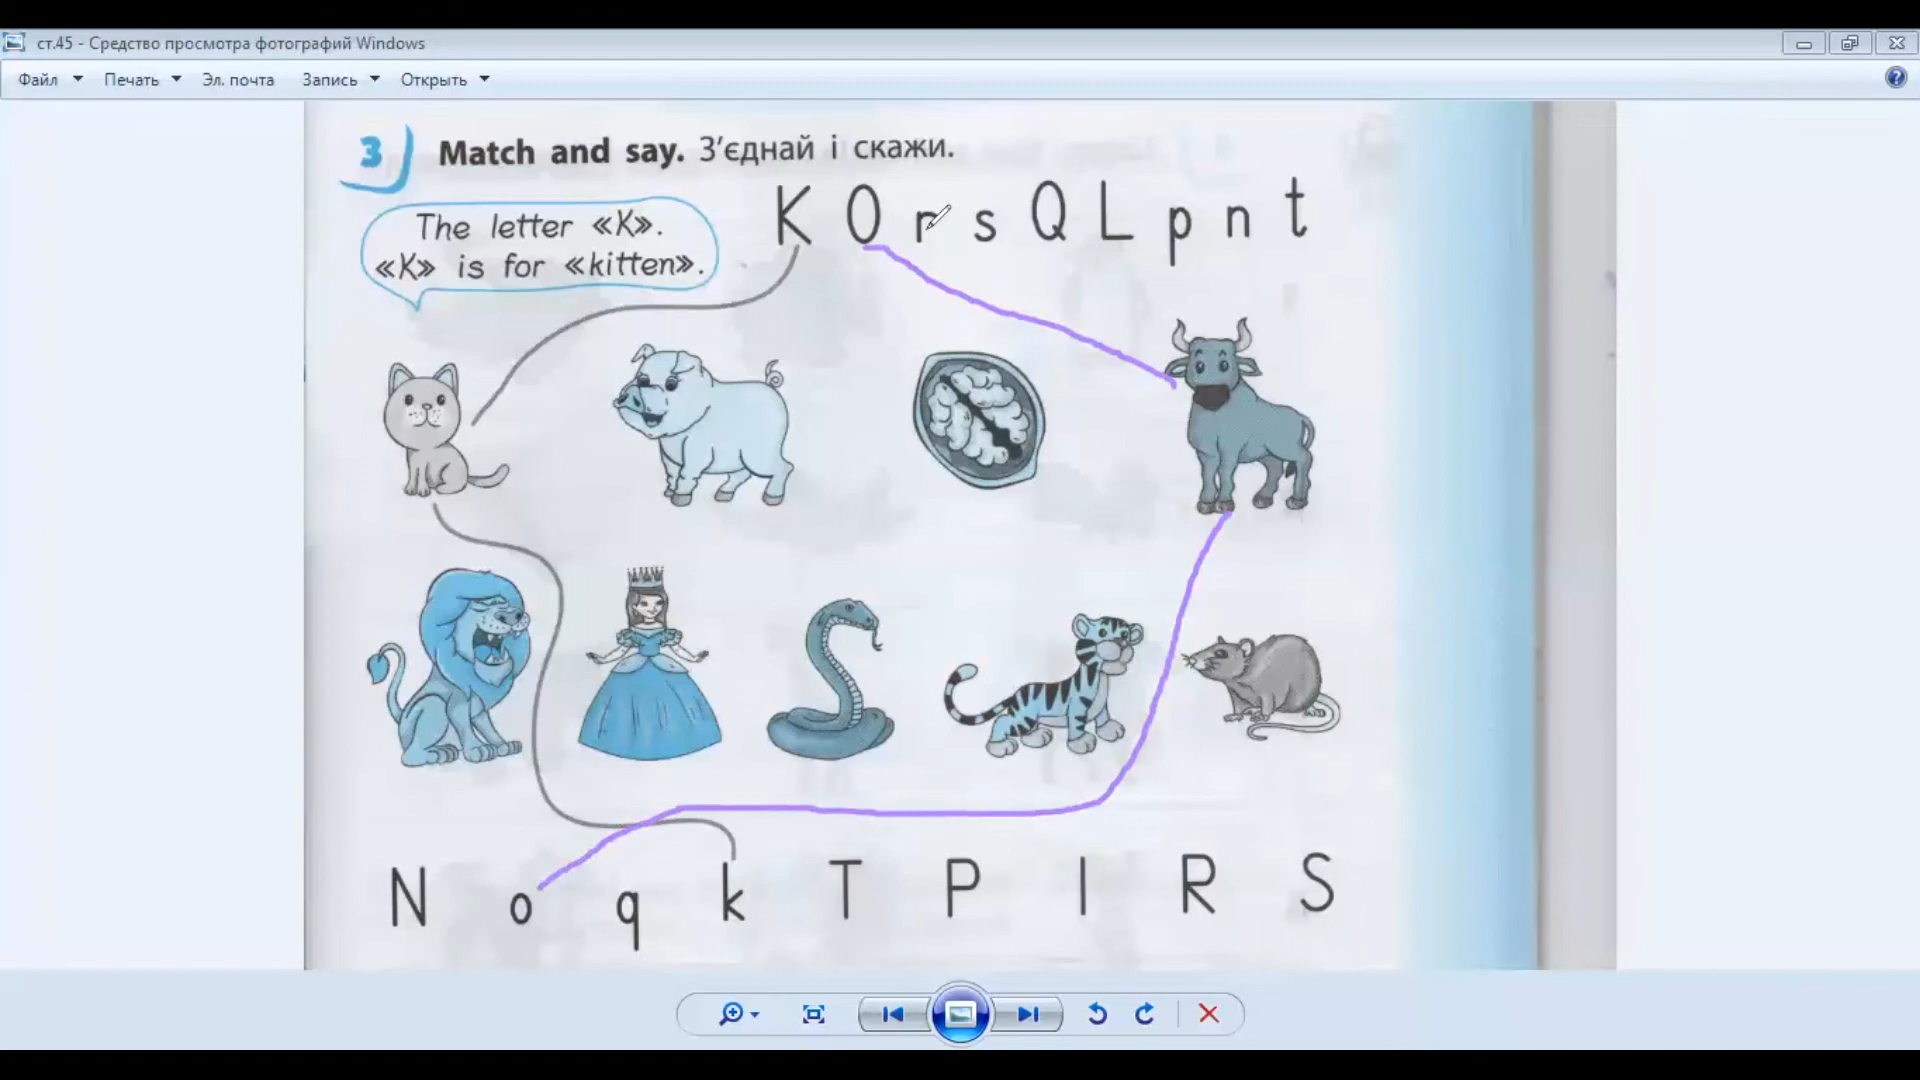 ст.45 - Средство просмотра фотографий Windows
Файл Печать Эл. почта Запись Открыть
3 Match and say. З'єднай і скажи.
K O r s Q L p n t
The letter «K».
«K» is for «kitten».
N o q k T P l R S